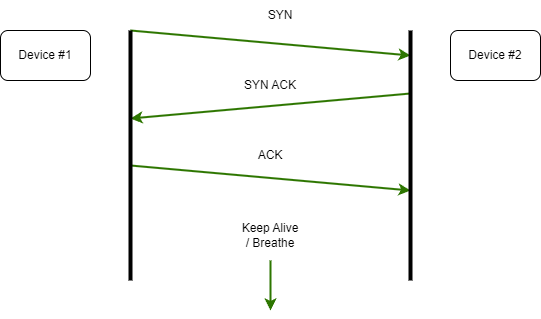 SYN
Device #1
Device #2
SYN ACK
ACK
Keep Alive
/ Breathe